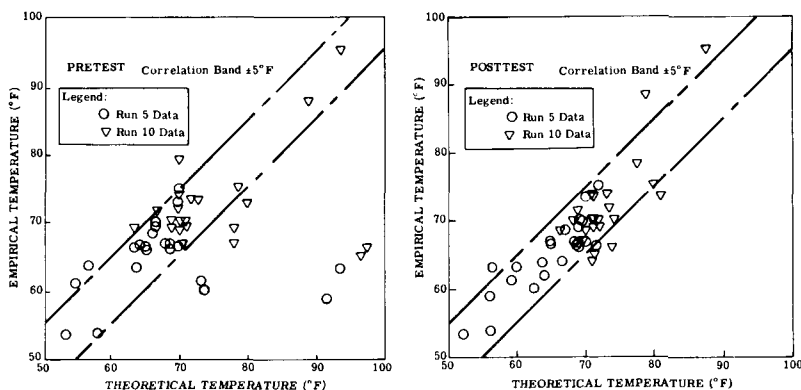 PRETEST
Correlation Band ±5°F
Legend:
Run 5 Data
Run 10 Data
EMPIRICAL TEMPERATURE (°F)
100
90
80
70
60
50
50
60
70
80
90
100
THEORETICAL TEMPERATURE (°F)
POSTTEST
Correlation Band ±5°F
Legend:
Run 5 Data
Run 10 Data
EMPIRICAL TEMPERATURE (°F)
100
90
80
70
60
50
50
60
70
80
90
100
THEORETICAL TEMPERATURE (°F)